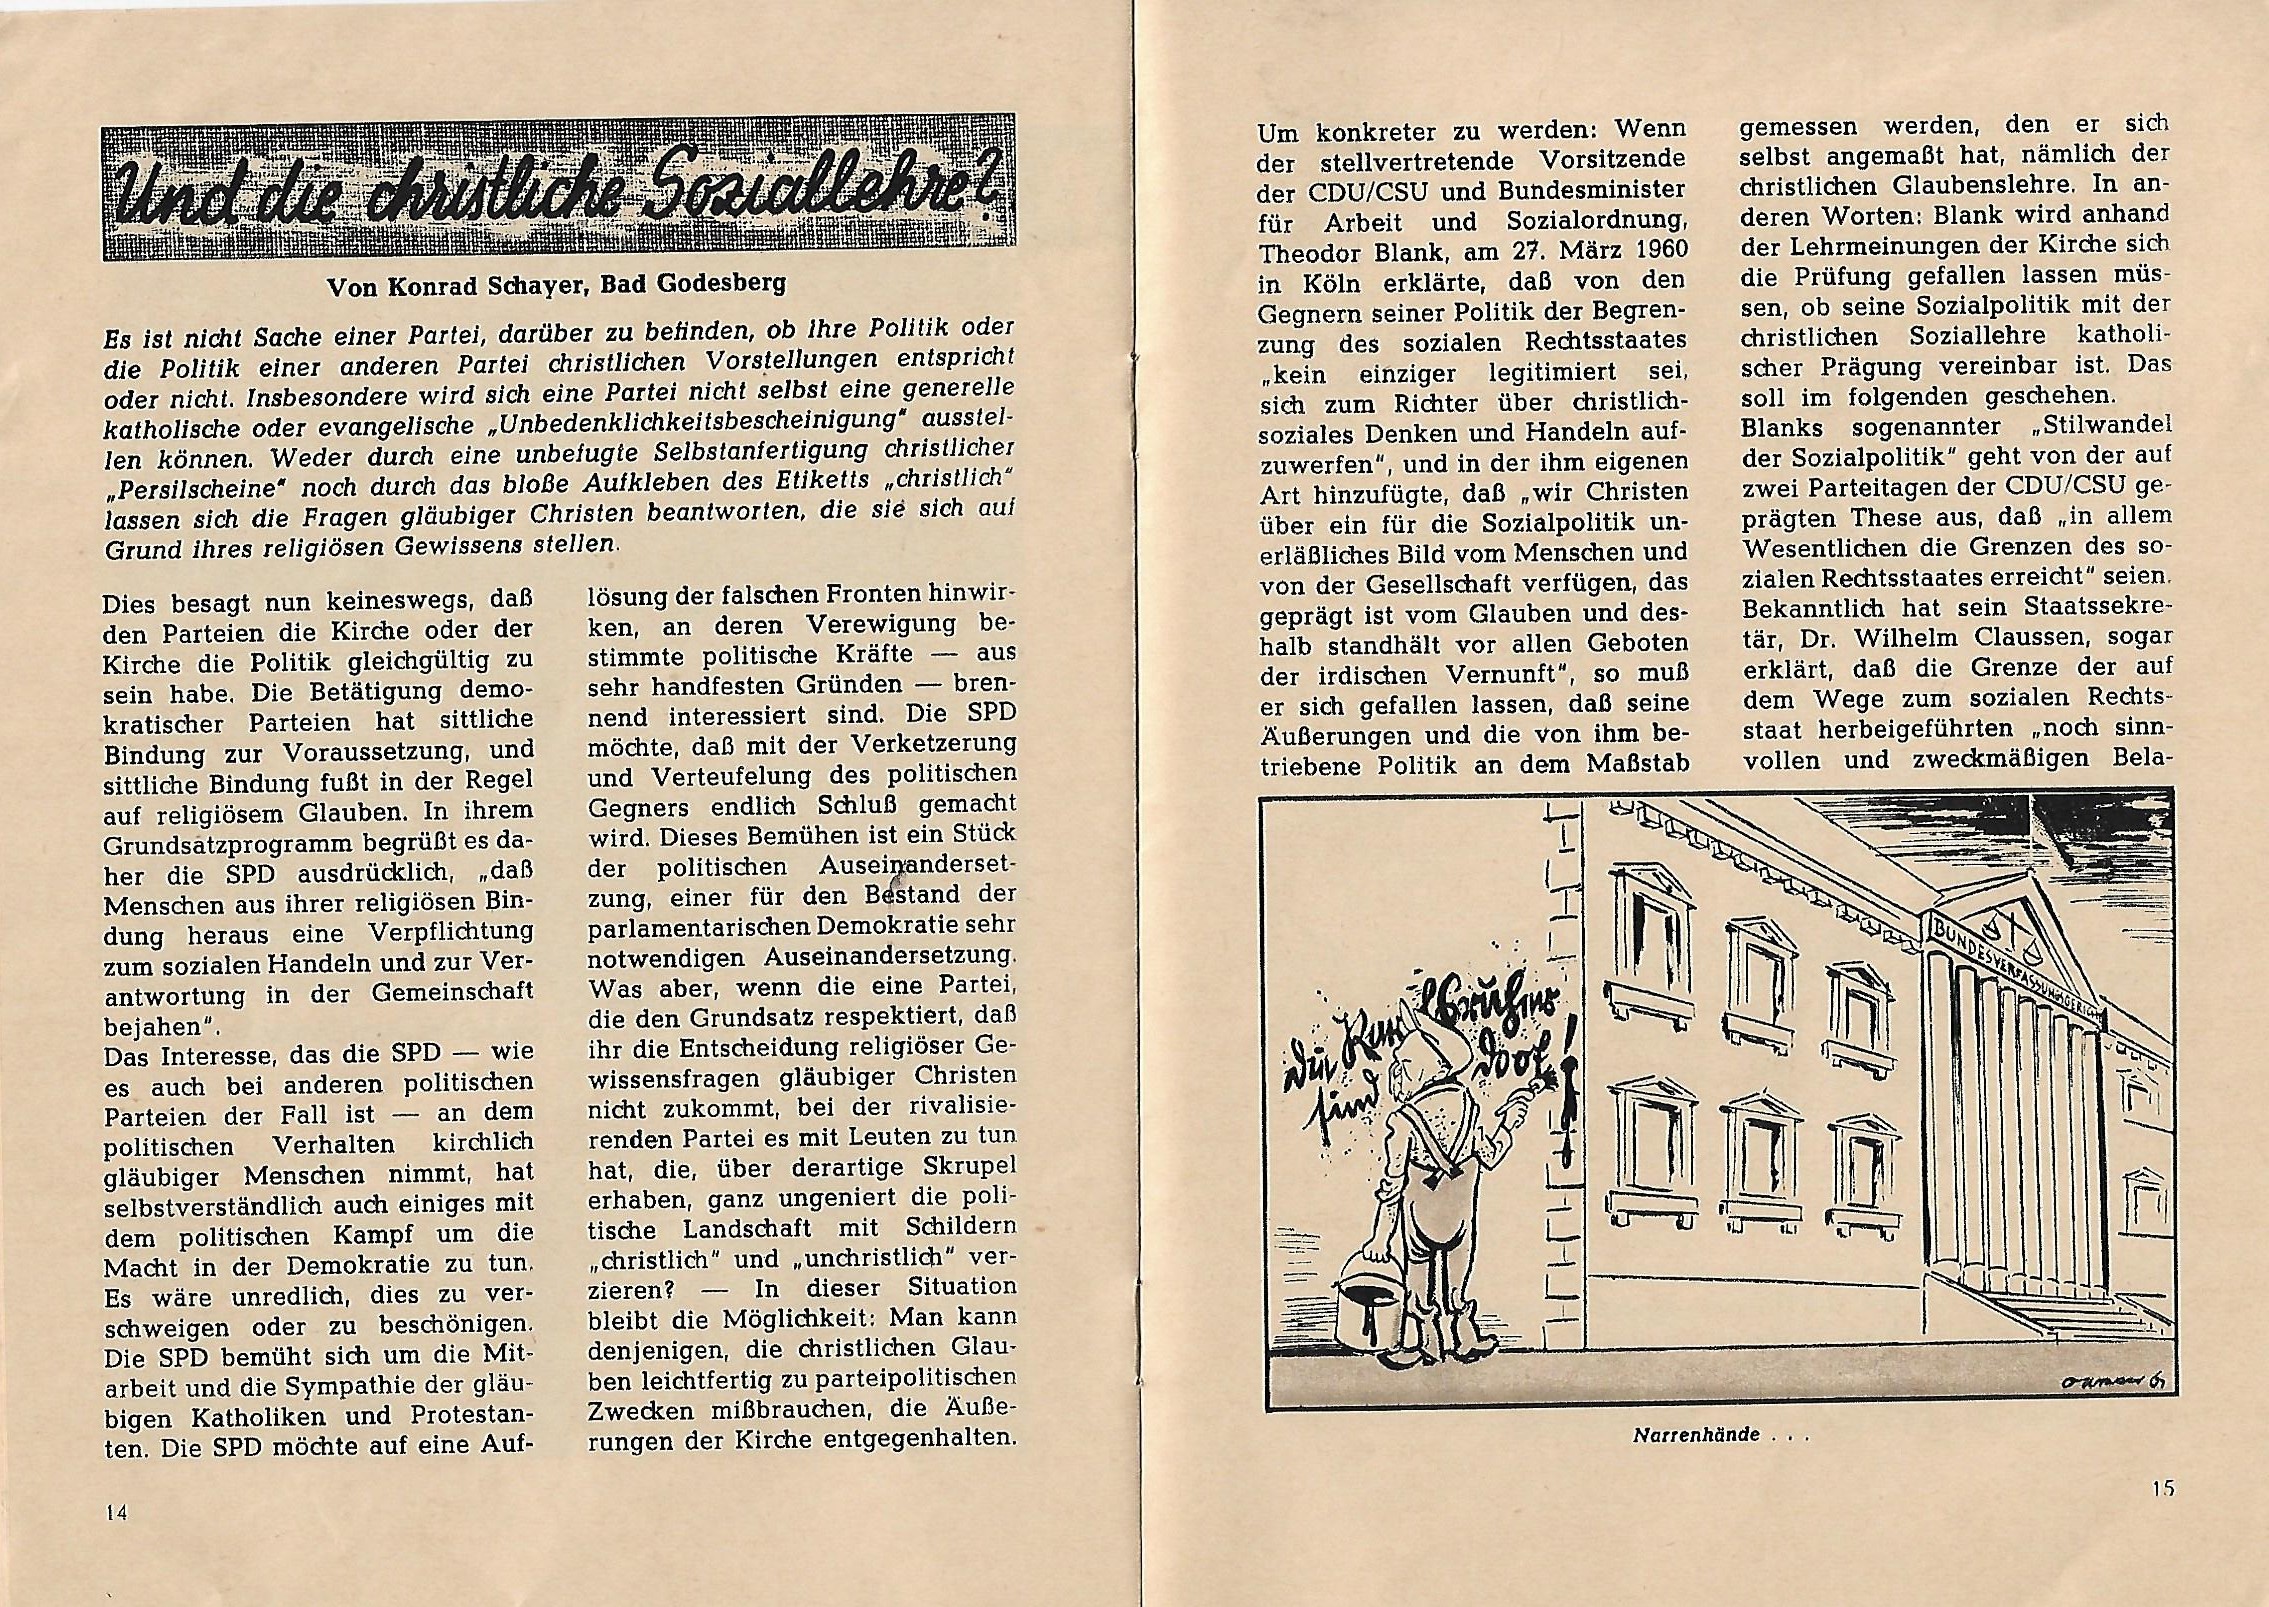 Und die christliche Soziallehre?
Von Konrad Schayer, Bad Godesberg
Es ist nicht Sache einer Partei, darüber zu befinden, ob ihre Politik oder
die Politik einer anderen Partei christlichen Vorstellungen entspricht
oder nicht. Insbesondere wird sich eine Partei nicht selbst eine generelle
katholische oder evangelische „Unbedenklichkeitsbescheinigung“ ausstel-
len können. Weder durch eine unbefugte Selbstanfertigung christlicher
„Persilscheine“ noch durch das bloße Aufkleben des Etiketts „christlich“
lassen sich die Fragen gläubiger Christen beantworten, die sie sich auf
Grund ihres religiösen Gewissens stellen.
Dies besagt nun keineswegs, daß
den Parteien die Kirche oder der
Kirche die Politik gleichgültig zu
sein habe. Die Betätigung demo-
kratischer Parteien hat sittliche
Bindung zur Voraussetzung, und
sittliche Bindung fußt in der Regel
auf religiösem Glauben. In ihrem
Grundsatzprogramm begrüßt es da-
her die SPD ausdrücklich, „daß
Menschen aus ihrer religiösen Bin-
dung heraus eine Verpflichtung
zum sozialen Handeln und zur Ver-
antwortung in der Gemeinschaft
bejahen“.
Das Interesse, das die SPD — wie
es auch bei anderen politischen
Parteien der Fall ist — an dem
politischen Verhalten kirchlich
gläubiger Menschen nimmt, hat
selbstverständlich auch einiges mit
dem politischen Kampf um die
Macht in der Demokratie zu tun.
Es wäre unredlich, dies zu ver-
schweigen oder zu beschönigen.
Die SPD bemüht sich um die Mit-
arbeit und die Sympathie der gläu-
bigen Katholiken und Protestan-
ten. Die SPD möchte auf eine Auf-
lösung der falschen Fronten hinwir-
ken, an deren Verewigung be-
stimmte politische Kräfte — aus
sehr handfesten Gründen — bren-
nend interessiert sind. Die SPD
möchte, daß mit der Verketzerung
und Verteufelung des politischen
Gegners endlich Schluß gemacht
wird. Dieses Bemühen ist ein Stück
der politischen Auseinanderset-
zung, einer für den Bestand der
parlamentarischen Demokratie sehr
notwendigen Auseinandersetzung.
Was aber, wenn die eine Partei,
die den Grundsatz respektiert, daß
ihr die Entscheidung religiöser Ge-
wissensfragen gläubiger Christen
nicht zukommt, bei der rivalisie-
renden Partei es mit Leuten zu tun
hat, die, über derartige Skrupel
erhaben, ganz ungeniert die poli-
tische Landschaft mit Schildern
„christlich“ und „unchristlich“ ver-
zieren? — In dieser Situation
bleibt die Möglichkeit: Man kann
denjenigen, die christlichen Glau-
ben leichtfertig zu parteipolitischen
Zwecken mißbrauchen, die Äuße-
rungen der Kirche entgegenhalten.
14
Um konkreter zu werden: Wenn
der stellvertretende Vorsitzende
der CDU/CSU und Bundesminister
für Arbeit und Sozialordnung,
Theodor Blank, am 27. März 1960
in Köln erklärte, daß von den
Gegnern seiner Politik der Begren-
zung des sozialen Rechtsstaates
„kein einziger legitimiert sei,
sich zum Richter über christlich-
soziales Denken und Handeln auf-
zuwerfen“, und in der ihm eigenen
Art hinzufügte, daß „wir Christen
über ein für die Sozialpolitik un-
erläßliches Bild vom Menschen und
von der Gesellschaft verfügen, das
geprägt ist vom Glauben und des-
halb standhält vor allen Geboten
der irdischen Vernunft“, so muß
er sich gefallen lassen, daß seine
Äußerungen und die von ihm be-
triebene Politik an dem Maßstab
gemessen werden, den er sich
selbst angemaßt hat, nämlich der
christlichen Glaubenslehre. In an-
deren Worten: Blank wird anhand
der Lehrmeinungen der Kirche sich
die Prüfung gefallen lassen müs-
sen, ob seine Sozialpolitik mit der
christlichen Soziallehre katholi-
scher Prägung vereinbar ist. Das
soll im folgenden geschehen.
Blanks sogenannter „Stilwandel
der Sozialpolitik“ geht von der auf
zwei Parteitagen der CDU/CSU ge-
prägten These aus, daß „in allem
Wesentlichen die Grenzen des so-
zialen Rechtsstaates erreicht“ seien.
Bekanntlich hat sein Staatssekre-
tär, Dr. Wilhelm Claussen, sogar
erklärt, daß die Grenze der auf
dem Wege zum sozialen Rechts-
staat herbeigeführten „noch sinn-
vollen und zweckmäßigen Bela-
BUNDESVERFASSUNGSGERICHT
sind doof!
Narrenhände . . .
15